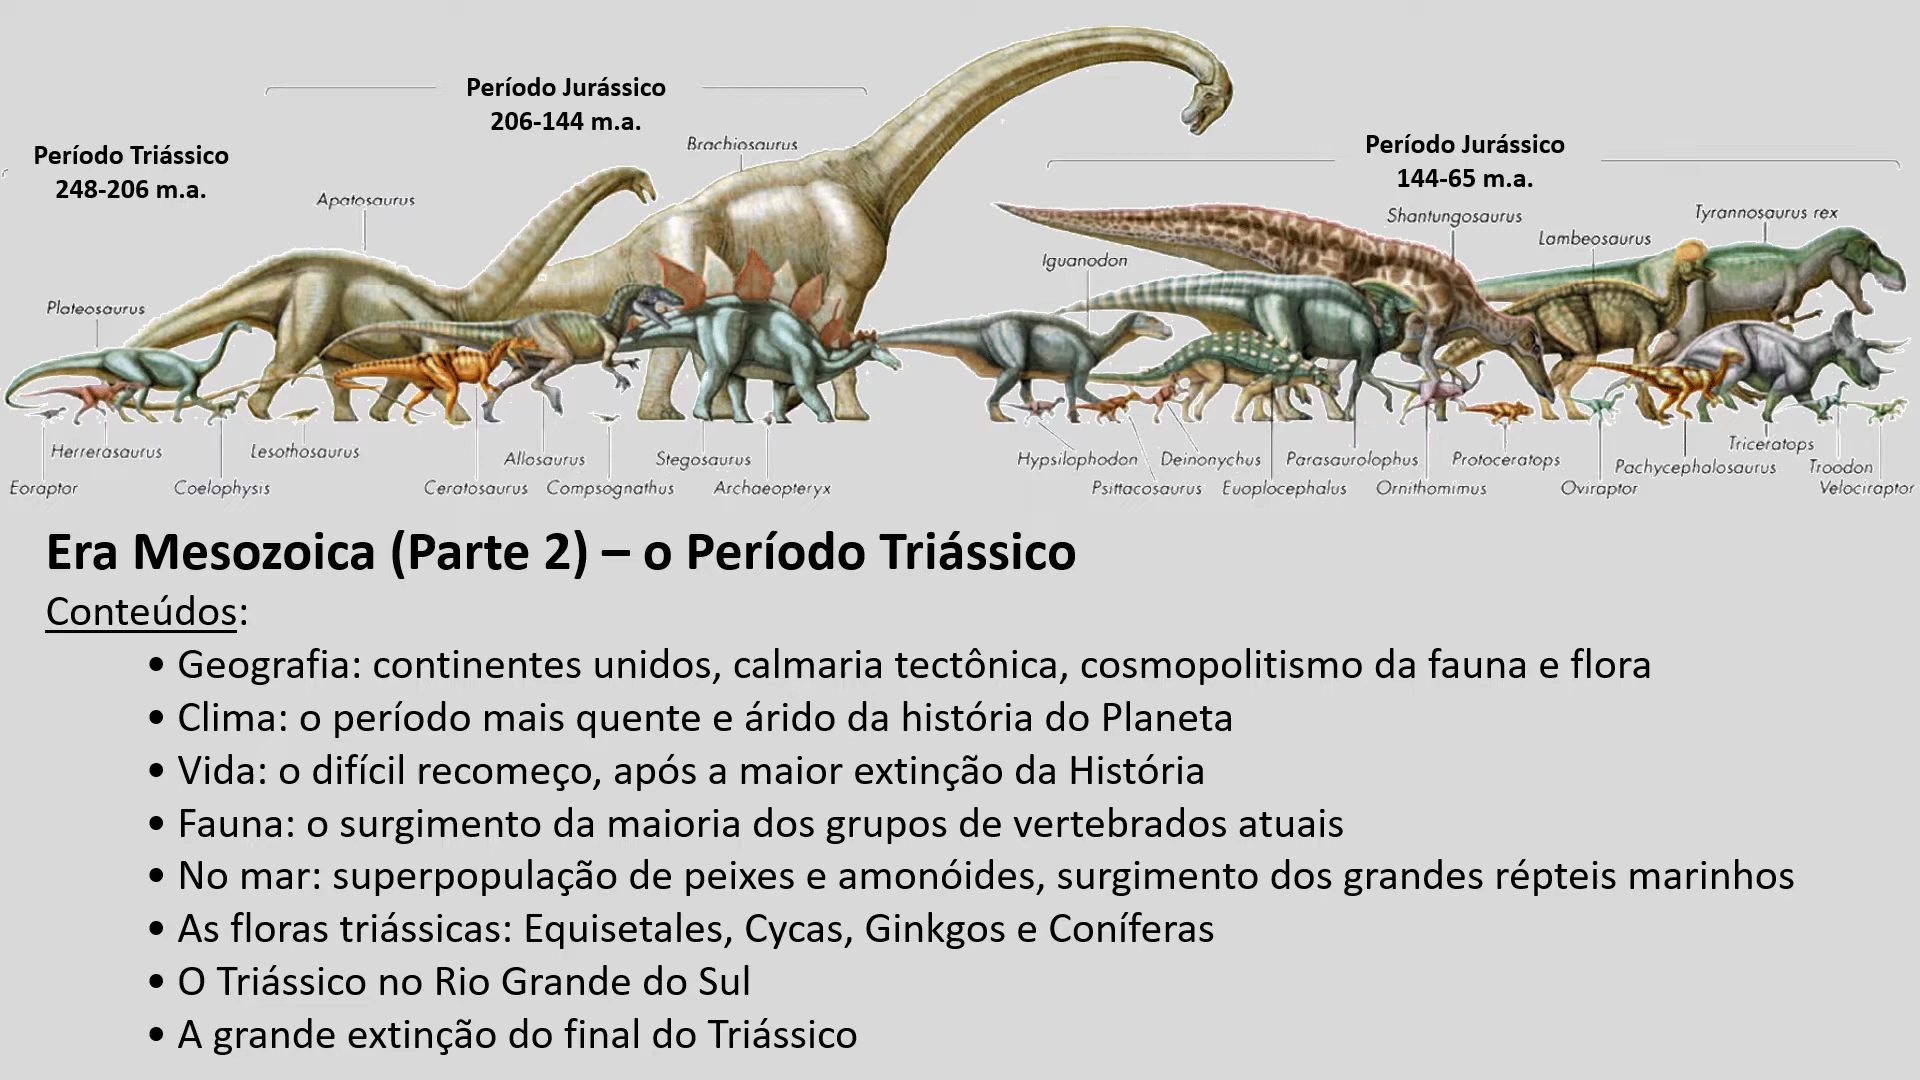 Período Jurássico
206-144 m.a.
Brachiosaurus
Período Triássico
248-206 m.a.
Período Jurássico
144-65 m.a.
Apatosaurus
Shantungosaurus
Tyrannosaurus rex
Lambeosaurus
Iguanodon
Plateosaurus
Herrerasaurus
Lesothosaurus
Allosaurus
Stegosaurus
Hypsilophodon
Deinonychus
Parasaurolophus
Protoceratops
Triceratops
Pachycephalosaurus
Troodon
Eoraptor
Coelophysis
Ceratosaurus
Compsognathus
Archaeopteryx
Psittacosaurus
Euoplocephalus
Ornithomimus
Oviraptor
Velociraptor
Era Mesozoica (Parte 2) – o Período Triássico
Conteúdos:
• Geografia: continentes unidos, calmaria tectônica, cosmopolitismo da fauna e flora
• Clima: o período mais quente e árido da história do Planeta
• Vida: o difícil recomeço, após a maior extinção da História
• Fauna: o surgimento da maioria dos grupos de vertebrados atuais
• No mar: superpopulação de peixes e amonóides, surgimento dos grandes répteis marinhos
• As floras triássicas: Equisetales, Cycas, Ginkgos e Coníferas
• O Triássico no Rio Grande do Sul
• A grande extinção do final do Triássico